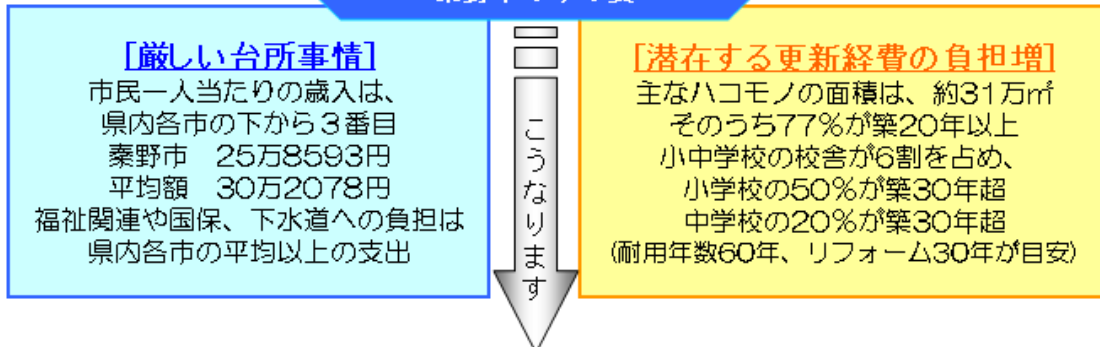 [厳しい台所事情]
市民一人当たりの歳入は、
県内各市の下から３番目
秦野市　25万8593円
平均額　30万2078円
福祉関連や国保、下水道への負担は
県内各市の平均以上の支出
こうなります
[潜在する更新経費の負担増]
主なハコモノの面積は、約31万㎡
そのうち77%が築20年以上
小中学校の校舎が6割を占め、
小学校の50%が築30年超
中学校の20%が築30年超
(耐用年数60年、リフォーム30年が目安)